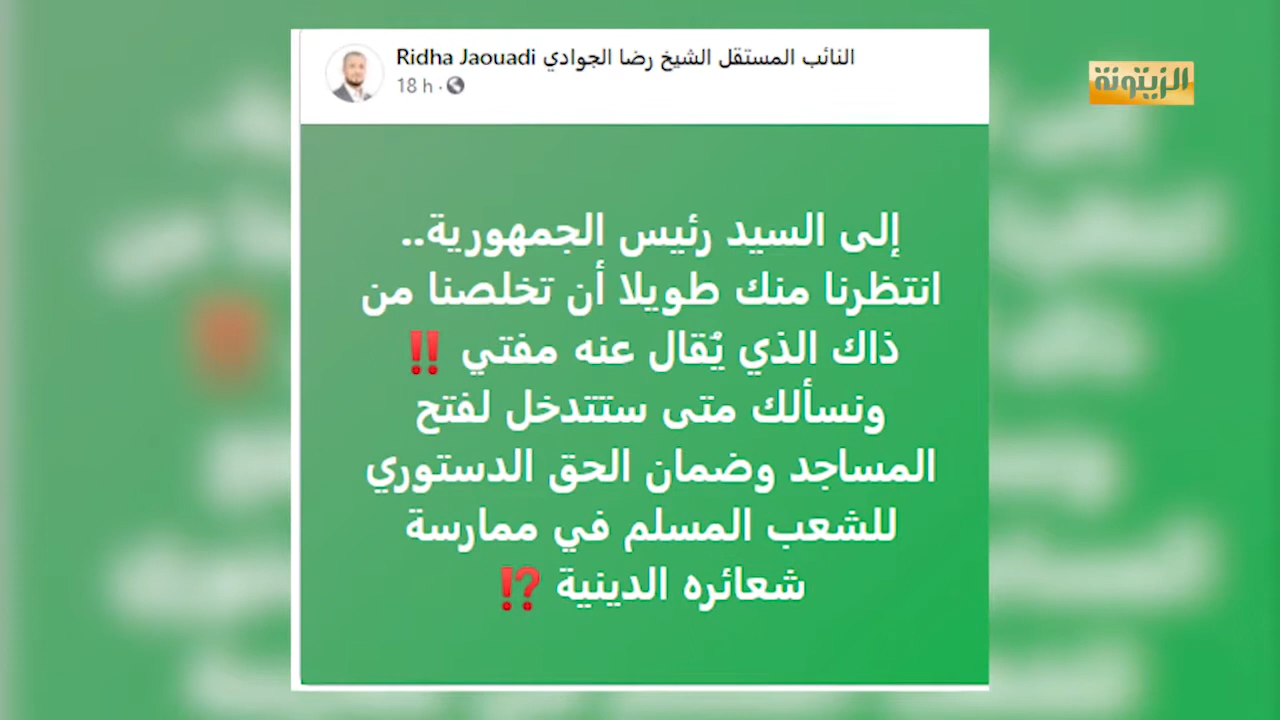 Ridha Jaouadi النائب المستقل الشيخ رضا الجوادي
18 h ·
الزيتونة
إلى السيد رئيس الجمهورية..
انتظرنا منك طويلا أن تخلصنا من
ذاك الذي يُقال عنه مفتي ‼️
ونسألك متى ستتدخل لفتح
المساجد وضمان الحق الدستوري
للشعب المسلم في ممارسة
شعائره الدينية ⁉️